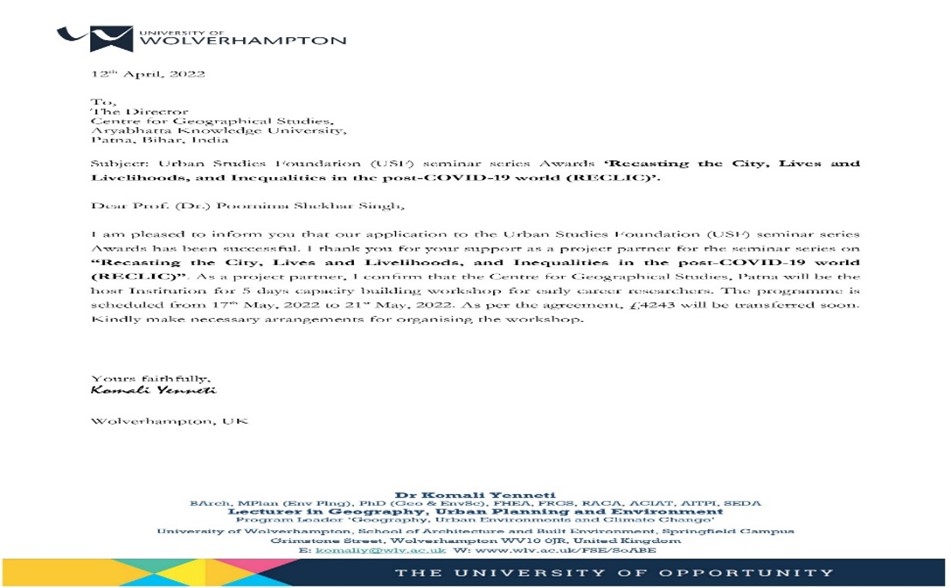 UNIVERSITY OF
WOLVERHAMPTON
12th April, 2022
To,
The Director
Centre for Geographical Studies,
Aryabhatta Knowledge University,
Patna, Bihar, India
Subject: Urban Studies Foundation (USF) seminar series Awards 'Recasting the City, Lives and
Livelihoods, and Inequalities in the post-COVID-19 world (RECLIC)'.
Dear Prof. (Dr.) Poornima Shekhar Singh,
I am pleased to inform you that our application to the Urban Studies Foundation (USF) seminar series
Awards has been successful. I thank you for your support as a project partner for the seminar series on
"Recasting the City, Lives and Livelihoods, and Inequalities in the post-COVID-19 world
(RECLIC)". As a project partner, I confirm that the Centre for Geographical Studies, Patna will be the
host Institution for 5 days capacity building workshop for early career researchers. The programme is
scheduled from 17th May, 2022 to 21st May, 2022. As per the agreement, £4243 will be transferred soon.
Kindly make necessary arrangements for organising the workshop.
Yours faithfully,
Komali Yenneti
Wolverhampton, UK
Dr Komali Yenneti
BArch, MPlan (Env Plng), PhD (Geo & EnvSc), FHEA, FRGS, RACA, ACIAT, AITPI, SEDA
Lecturer in Geography, Urban Planning and Environment
Program Leader 'Geography, Urban Environments and Climate Change'
University of Wolverhampton, School of Architecture and Built Environment, Springfield Campus
Grimstone Street, Wolverhampton WV10 0JR, United Kingdom
E: komaliy@wlv.ac.uk W: www.wlv.ac.uk/FSE/SoABE
THE UNIVERSITY OF OPPORTUNITY